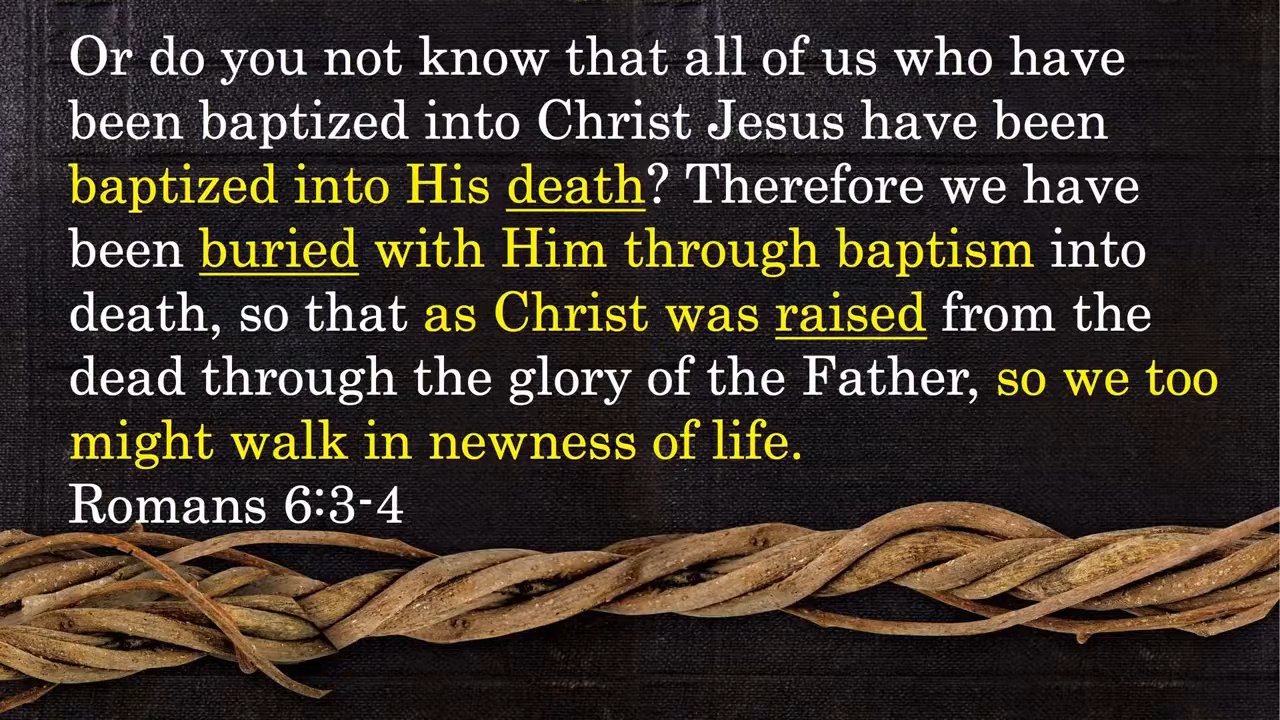 Or do you not know that all of us who have
been baptized into Christ Jesus have been
baptized into His death? Therefore we have
been buried with Him through baptism into
death, so that as Christ was raised from the
dead through the glory of the Father, so we too
might walk in newness of life.
Romans 6:3-4